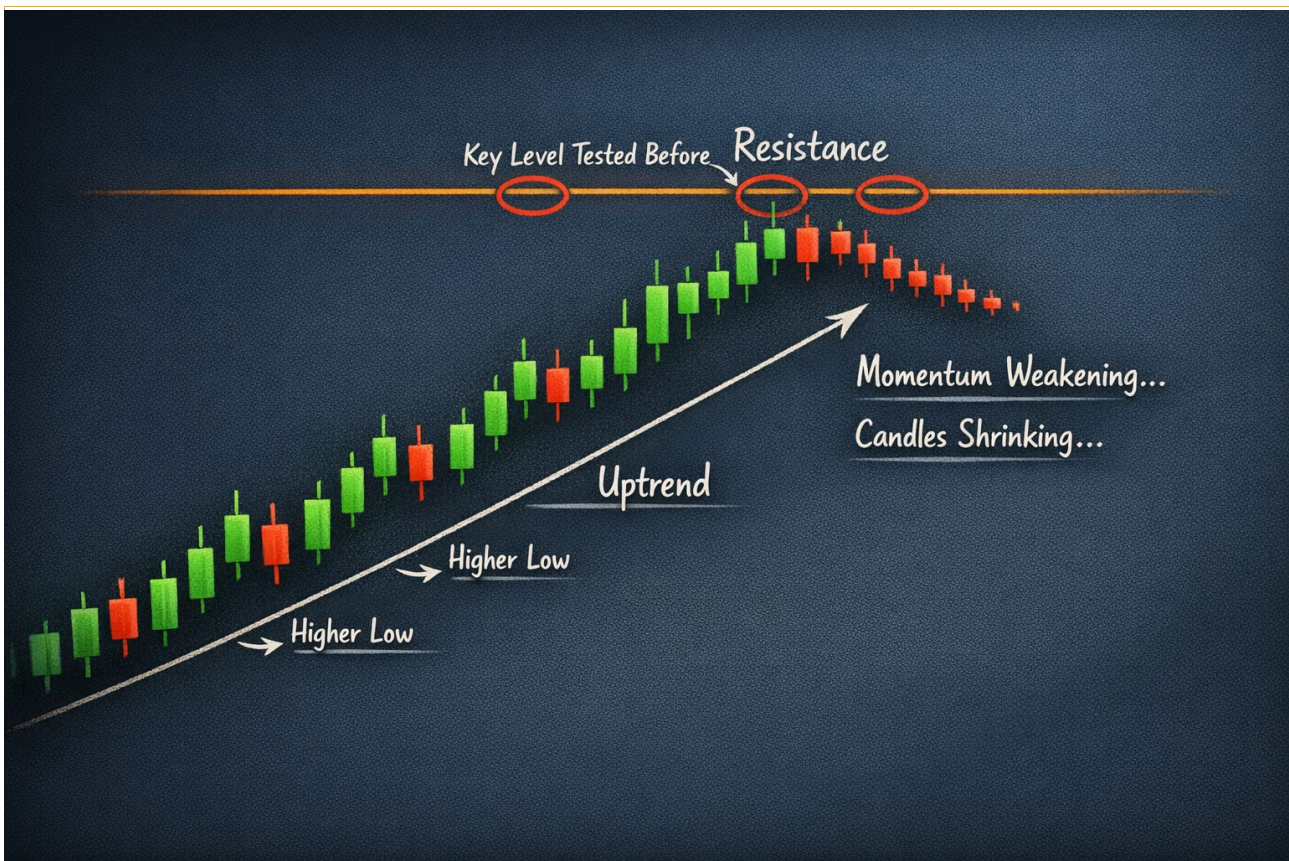 Key Level Tested Before
Resistance
Momentum Weakening...
Candles Shrinking...
Uptrend
Higher Low
Higher Low